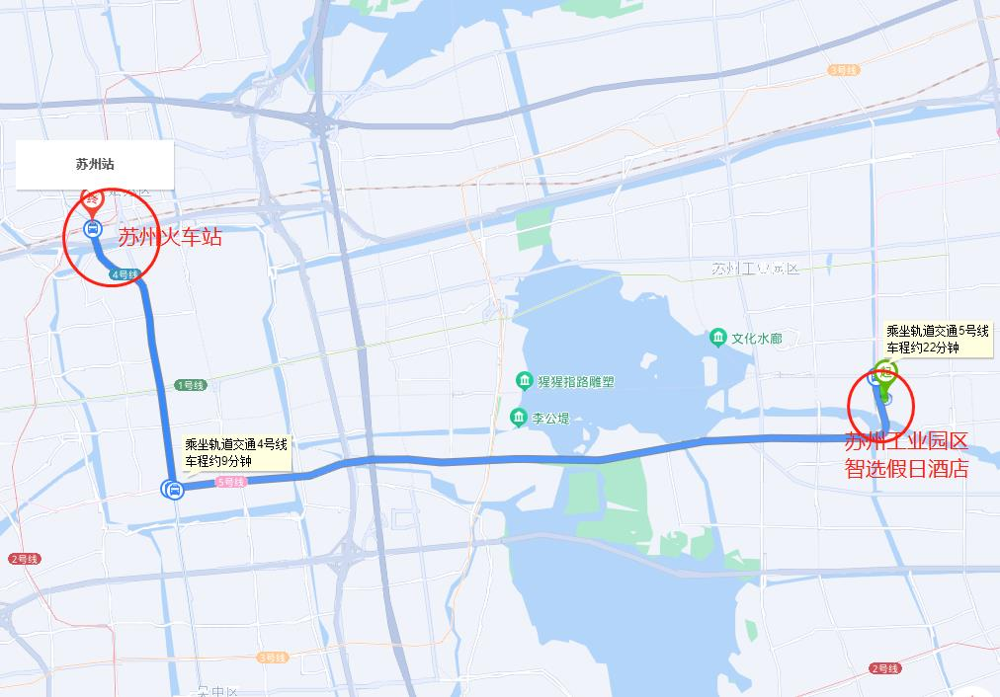 3号线
苏州站
终
苏州火车站
4号线
苏州工业园区
乘坐轨道交通5号线
车程约22分钟
文化水廊
起
猩猩指路雕塑
1号线
李公堤
乘坐轨道交通4号线
车程约9分钟
苏州工业园区
智选假日酒店
5号线
2号线
3号线
2号线
吴中区